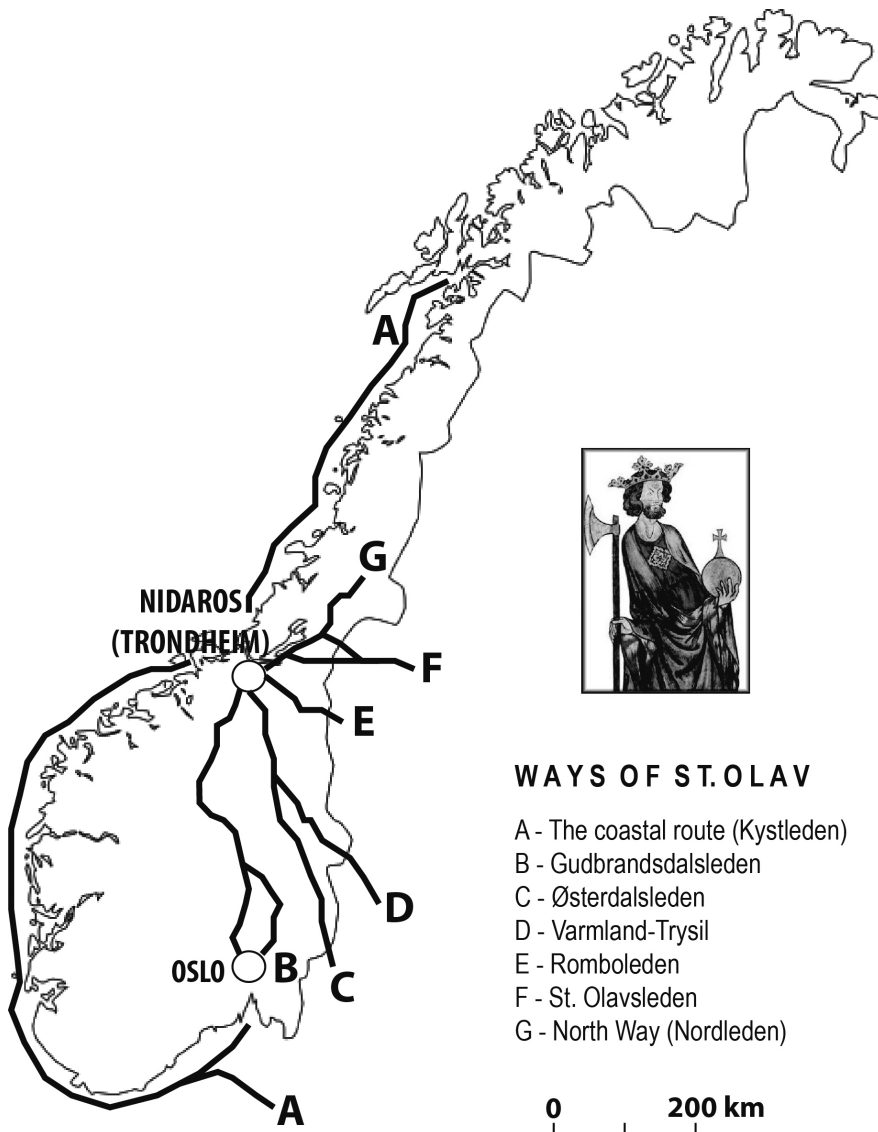 A
G
NIDAROS
(TRONDHEIM)
F
E
WAYS OF ST. OLAV
A - The coastal route (Kystleden)
B - Gudbrandsdalsleden
C - Østerdalsleden
D - Varmland-Trysil
E - Romboleden
F - St. Olavsleden
G - North Way (Nordleden)
D
OSLO B
C
A
0 200 km